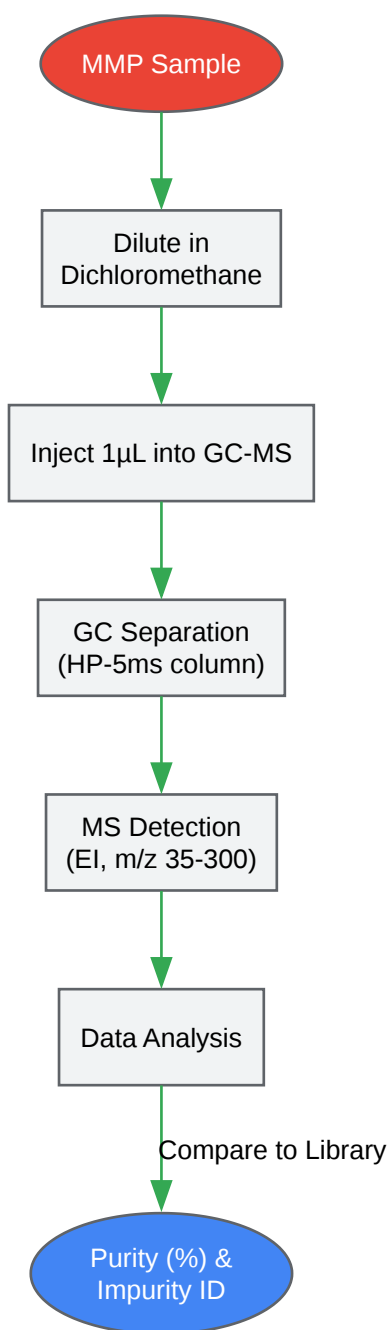 MMP Sample
Dilute in
Dichloromethane
Inject 1µL into GC-MS
GC Separation
(HP-5ms column)
MS Detection
(EI, m/z 35-300)
Data Analysis
Compare to Library
Purity (%) &
Impurity ID